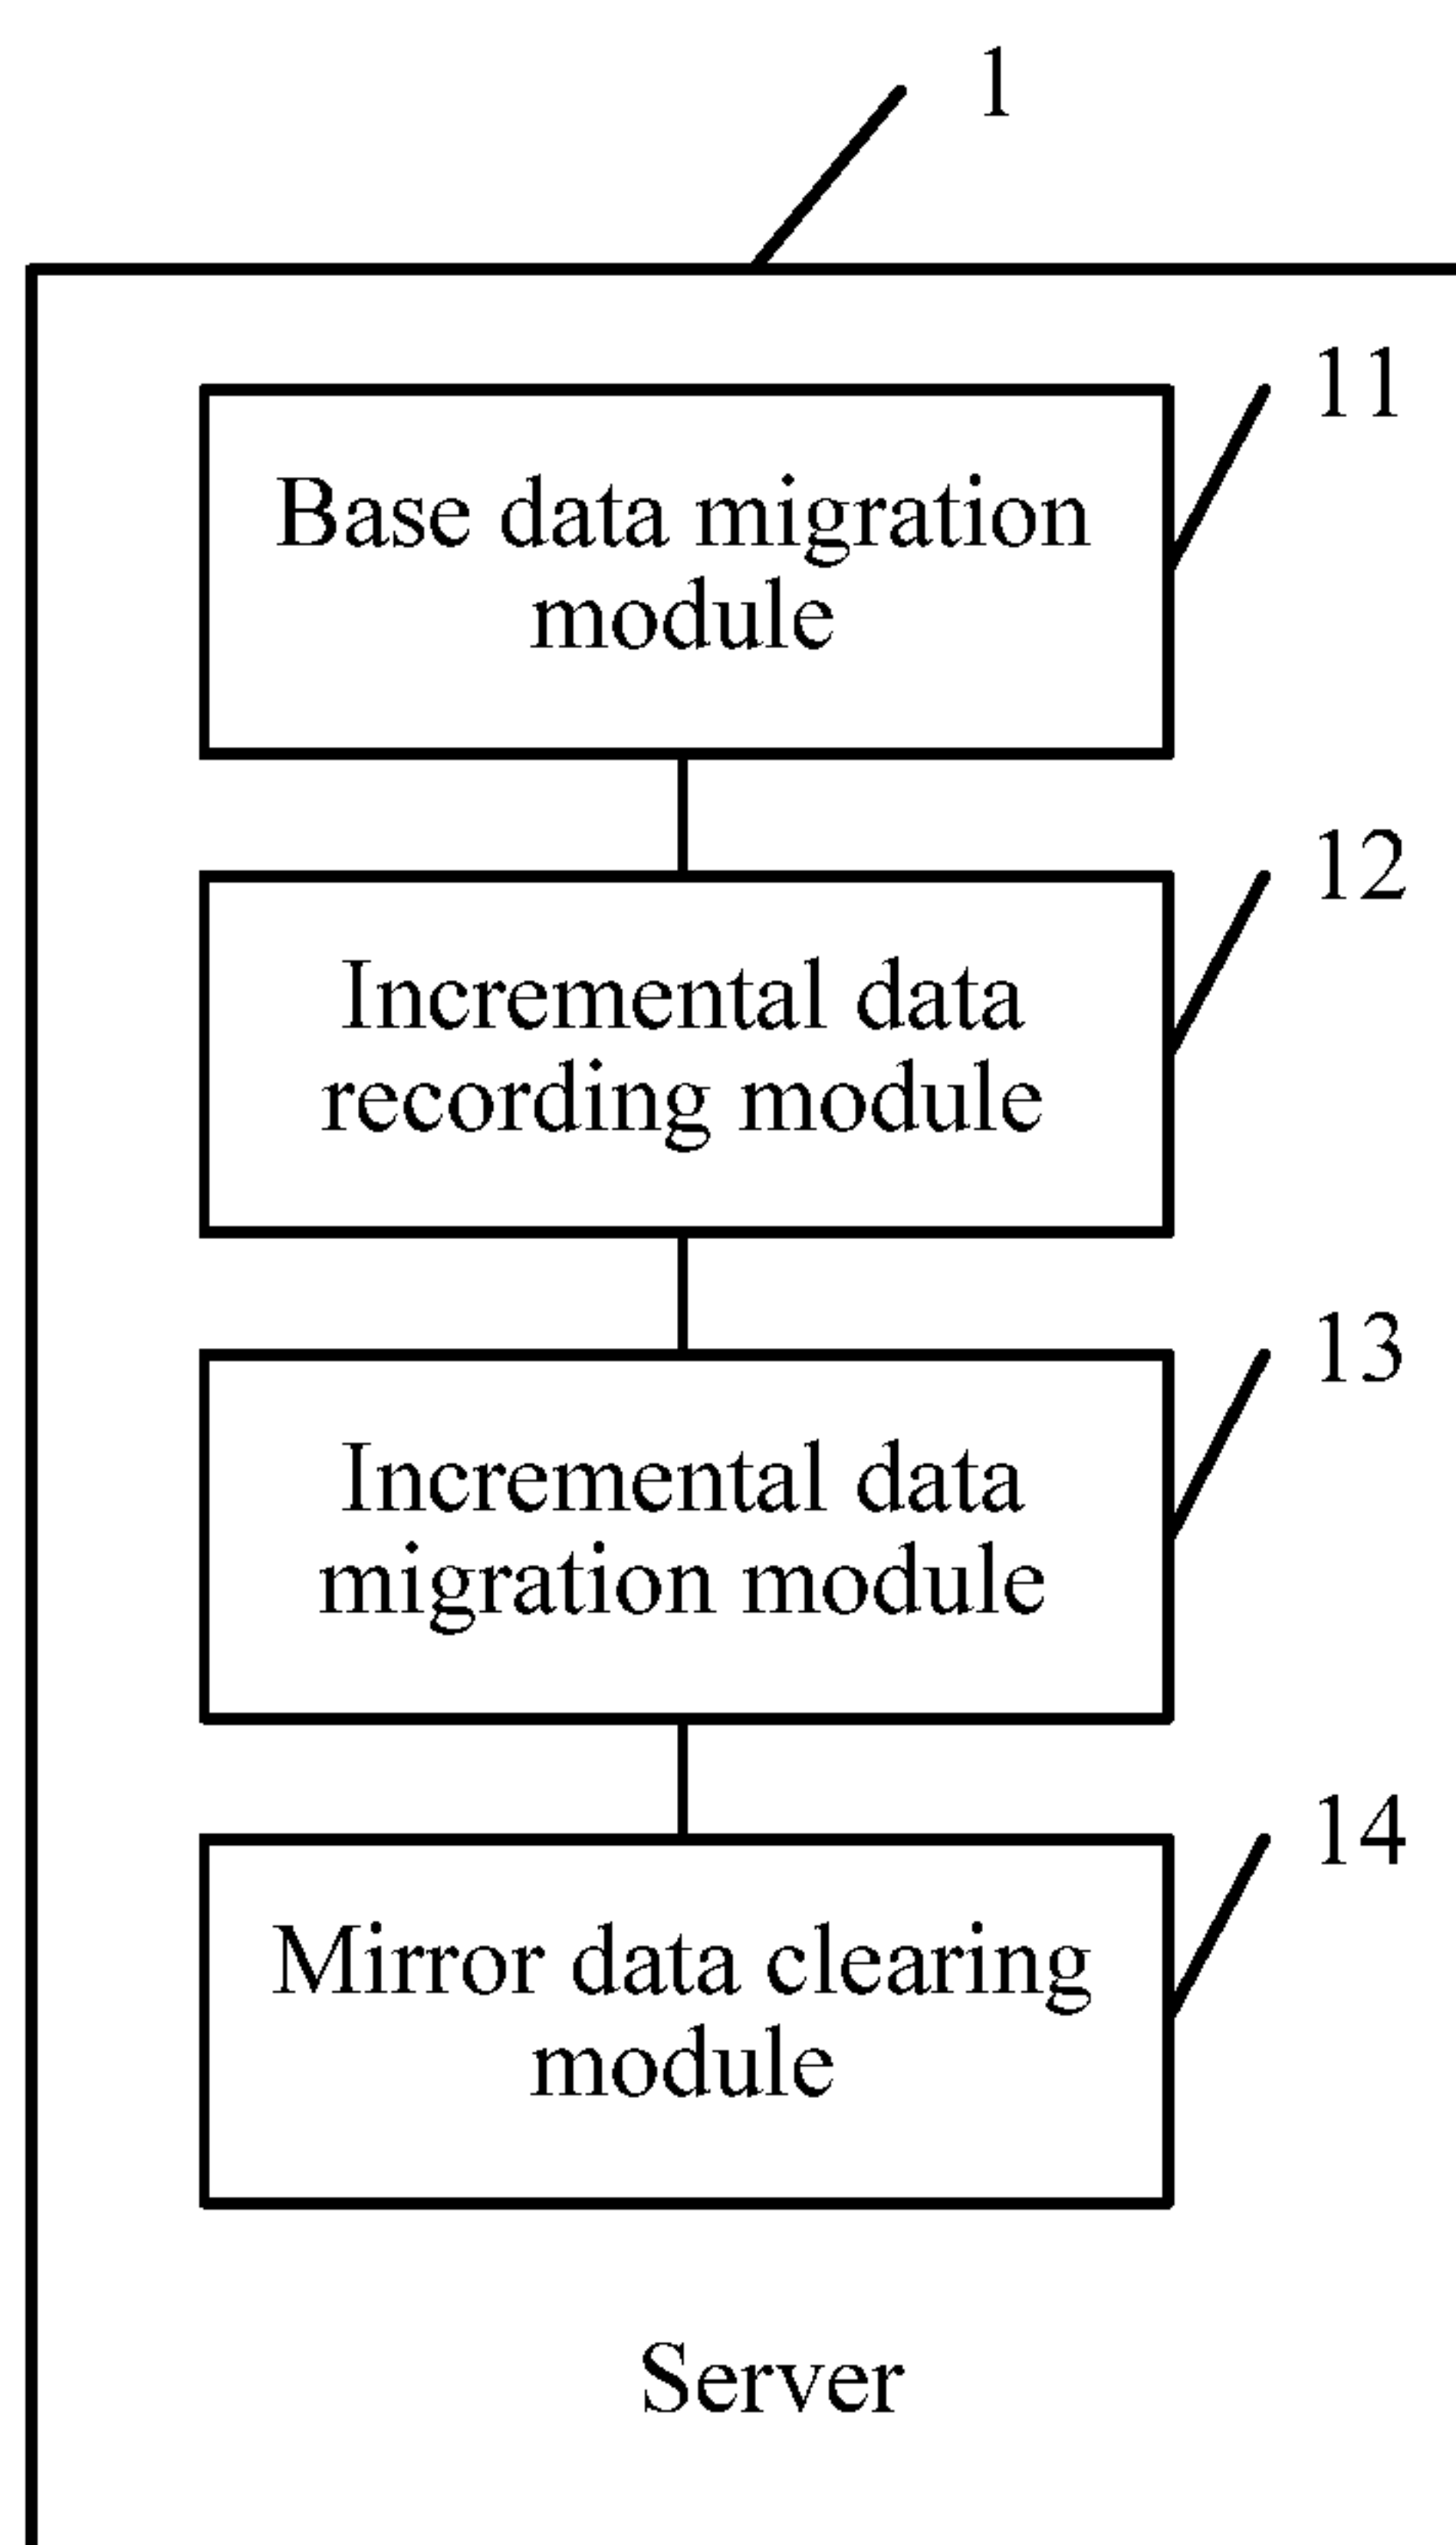 1
11
Base data migration
module
12
Incremental data
recording module
13
Incremental data
migration module
14
Mirror data clearing
module
Server